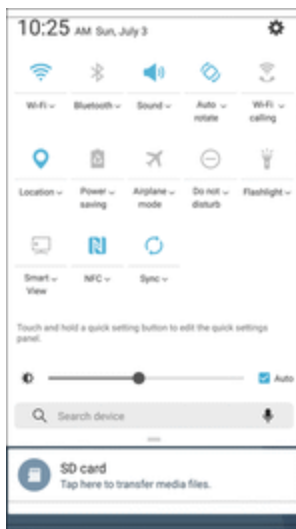 10:25 AM Sun, July 3
Wi-Fi Bluetooth Sound Auto rotate Wi-Fi calling
Location Power saving Airplane mode Do not disturb Flashlight
Smart View NFC Sync
Touch and hold a quick setting button to edit the quick settings
panel.
Auto
Search device
SD card
Tap here to transfer media files.